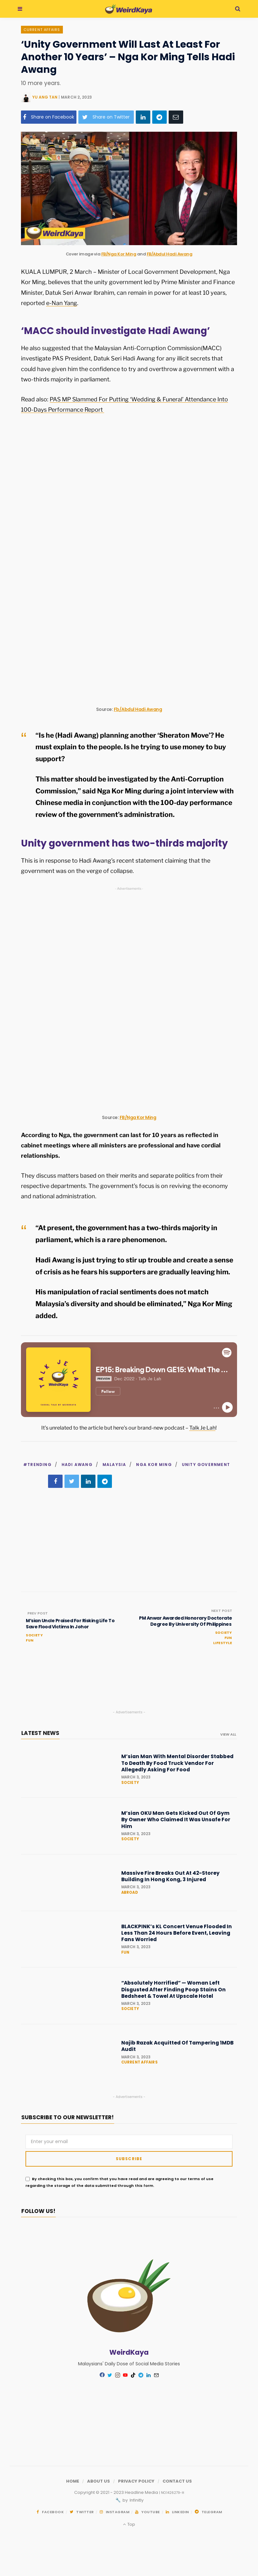 WeirdKaya
CURRENT AFFAIRS
‘Unity Government Will Last At Least For
Another 10 Years’ – Nga Kor Ming Tells Hadi
Awang
10 more years.
MARCH 2, 2023
Share on Facebook
Share on Twitter
WeirdKaya
Cover image via FB/Nga Kor Ming and FB/Abdul Hadi Awang
KUALA LUMPUR, 2 March – Minister of Local Government Development, Nga
Kor Ming, believes that the unity government led by Prime Minister and Finance
Minister, Datuk Seri Anwar Ibrahim, can remain in power for at least 10 years,
reported e-Nan Yang.
‘MACC should investigate Hadi Awang’
He also suggested that the Malaysian Anti-Corruption Commission(MACC)
investigate PAS President, Datuk Seri Hadi Awang for any illicit secrets that
could have given him the confidence to try and overthrow a government with a
two-thirds majority in parliament.
Read also: PAS MP Slammed For Putting ‘Wedding & Funeral’ Attendance Into
100-Days Performance Report
Source: Fb/Abdul Hadi Awang
“Is he (Hadi Awang) planning another ‘Sheraton Move’? He
must explain to the people. Is he trying to use money to buy
support?
This matter should be investigated by the Anti-Corruption
Commission,” said Nga Kor Ming during a joint interview with
Chinese media in conjunction with the 100-day performance
review of the government’s administration.
Unity government has two-thirds majority
This is in response to Hadi Awang’s recent statement claiming that the
government was on the verge of collapse.
- Advertisements -
Source: FB/Nga Kor Ming
According to Nga, the government can last for 10 years as reflected in
cabinet meetings where all ministers are professional and have cordial
relationships.
They discuss matters based on their merits and separate politics from their
respective departments. The government’s focus is on reviving the economy
and national administration.
“At present, the government has a two-thirds majority in
parliament, which is a rare phenomenon.
Hadi Awang is just trying to stir up trouble and create a sense
of crisis as he fears his supporters are gradually leaving him.
His manipulation of racial sentiments does not match
Malaysia’s diversity and should be eliminated,” Nga Kor Ming
added.
WeirdKaya
EP15: Breaking Down GE15: What The ...
Preview Dec 2022 · Talk Je Lah
Follow
(It’s unrelated to the article but here’s our brand-new podcast – Talk Je Lah!
#TRENDING / HADI AWANG / MALAYSIA / NGA KOR MING / UNITY GOVERNMENT
PREV POST
M’sian Uncle Praised For Risking Life To
Save Flood Victims In Johor
SOCIETY
FUN
NEXT POST
PM Anwar Awarded Honorary Doctorate
Degree By University Of Philippines
SOCIETY
FUN
LIFESTYLE
- Advertisements -
LATEST NEWS
VIEW ALL
M’sian Man With Mental Disorder Stabbed
To Death By Food Truck Vendor For
Allegedly Asking For Food
MARCH 3, 2023
SOCIETY
M’sian OKU Man Gets Kicked Out Of Gym
By Owner Who Claimed It Was Unsafe For
Him
MARCH 3, 2023
SOCIETY
Massive Fire Breaks Out At 42-Storey
Building In Hong Kong, 3 Injured
MARCH 3, 2023
ABROAD
BLACKPINK’s KL Concert Venue Flooded In
Less Than 24 Hours Before Event, Leaving
Fans Worried
MARCH 3, 2023
FUN
“Absolutely Horrified” — Woman Left
Disgusted After Finding Poop Stains On
Bedsheet & Towel At Upscale Hotel
MARCH 3, 2023
SOCIETY
Najib Razak Acquitted Of Tampering 1MDB
Audit
MARCH 3, 2023
CURRENT AFFAIRS
- Advertisements -
SUBSCRIBE TO OUR NEWSLETTER!
Enter your email
SUBSCRIBE
By checking this box, you confirm that you have read and are agreeing to our terms of use
regarding the storage of the data submitted through this form.
FOLLOW US!
WeirdKaya
Malaysians' Daily Dose of Social Media Stories
HOME / ABOUT US / PRIVACY POLICY / CONTACT US
by. Infinity.
FACEBOOK TWITTER INSTAGRAM YOUTUBE LINKEDIN TELEGRAM
Top